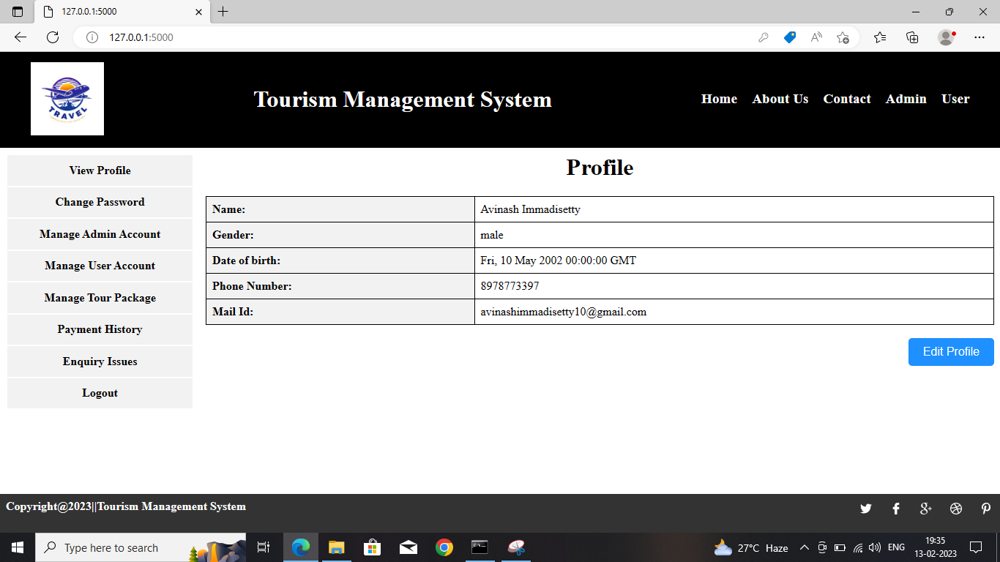 127.0.0.1:5000
127.0.0.1:5000
TRAVEL
Tourism Management System
Home About Us Contact Admin User
View Profile
Change Password
Manage Admin Account
Manage User Account
Manage Tour Package
Payment History
Enquiry Issues
Logout
Profile
Name: Avinash Immadisetty
Gender: male
Date of birth: Fri, 10 May 2002 00:00:00 GMT
Phone Number: 8978773397
Mail Id: avinashimmadisetty10@gmail.com
Edit Profile
Copyright@2023||Tourism Management System
Type here to search
27°C Haze
ENG
19:35
13-02-2023